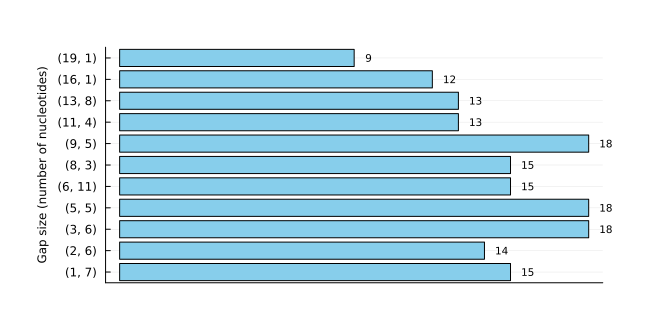 Gap size (number of nucleotides)
(19, 1) 9
(16, 1) 12
(13, 8) 13
(11, 4) 13
(9, 5) 18
(8, 3) 15
(6, 11) 15
(5, 5) 18
(3, 6) 18
(2, 6) 14
(1, 7) 15